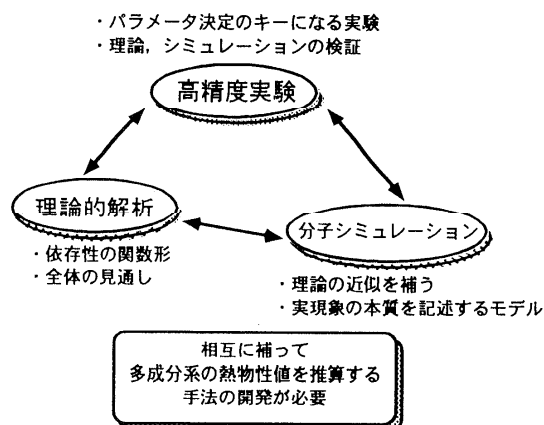 ・パラメータ決定のキーになる実験
・理論，シミュレーションの検証
高精度実験
理論的解析
・依存性の関数形
・全体の見通し
分子シミュレーション
・理論の近似を補う
・実現象の本質を記述するモデル
相互に補って
多成分系の熱物性値を推算する
手法の開発が必要